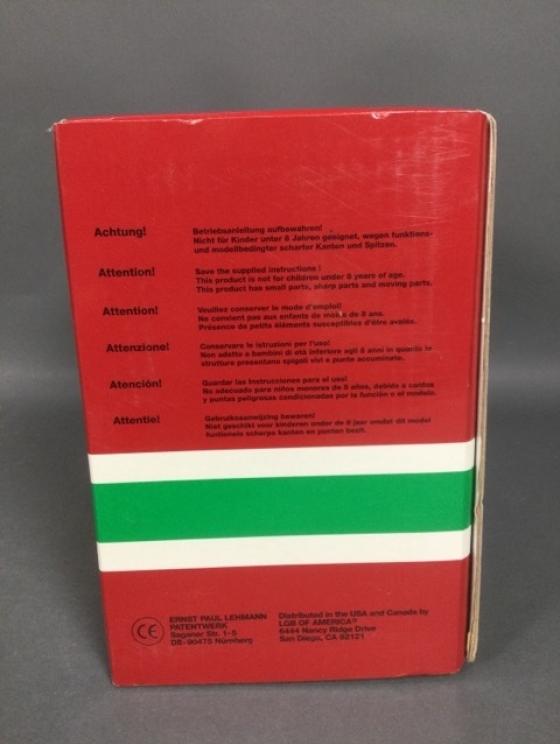 Achtung!
Betriebsanleitung aufbewahren!
Nicht für Kinder unter 8 Jahren geeignet, wegen funktions-
und modellbedingter scharfer Kanten und Spitzen.
Attention!
Save the supplied instructions !
This product is not for children under 8 years of age.
This product has small parts, sharp parts and moving parts.
Attention!
Veuillez conserver le mode d'emploi!
Ne convient pas aux enfants de moins de 8 ans.
Présence de petits éléments susceptibles d'être avalés.
Attenzione!
Conservare le istruzioni per l'uso!
Non adatto a bambini di età inferiore agli 8 anni in quanto le
strutture presentano spigoli vivi e punte acuminate.
Atención!
Guardar las instrucciones para el uso!
No adecuado para niños menores de 8 años, debido a cantos
y puntas peligrosas condicionadas por la función o el modelo.
Attentie!
Gebruiksaanwijzing bewaren!
Niet geschikt voor kinderen onder de 8 jaar omdat dit model
funtionele scherpe kanten en punten bezit.
CE
ERNST PAUL LEHMANN
PATENTWERK
Saganer Str. 1-5
DE-90475 Nürnberg
Distributed in the USA and Canada by
LGB OF AMERICA®
6444 Nancy Ridge Drive
San Diego, CA 92121